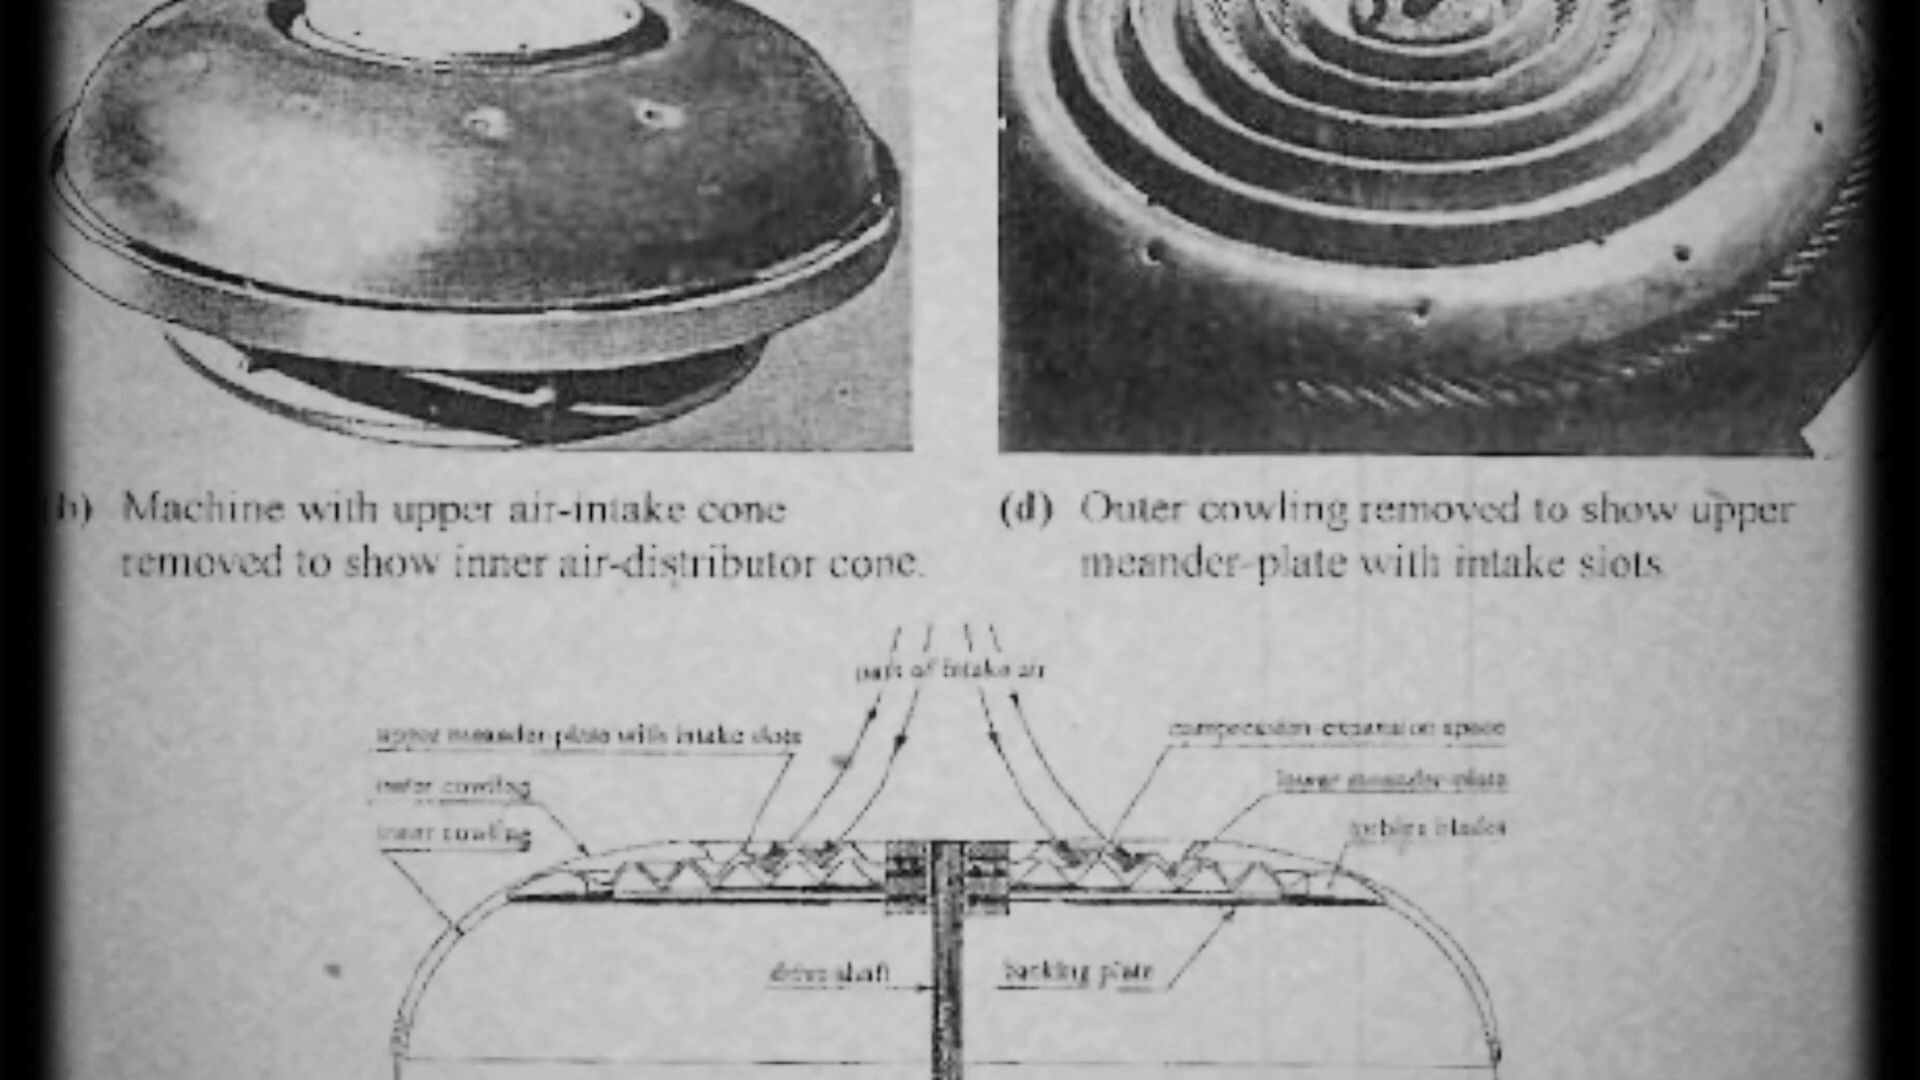 (b) Machine with upper air-intake cone
removed to show inner air-distributor cone.
(d) Outer cowling removed to show upper
meander-plate with intake slots
path of intake air
upper meander-plate with intake slots
outer cowling
inner cowling
compression-expansion space
lower meander-plate
turbine blades
drive shaft
backing plate